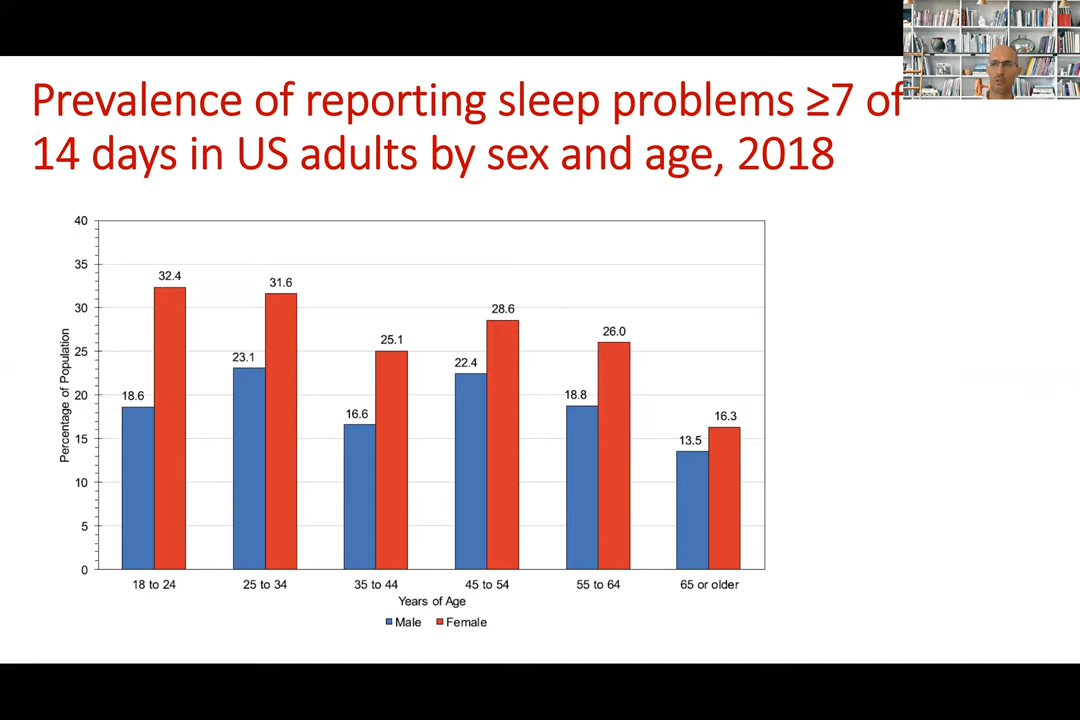 Prevalence of reporting sleep problems ≥7 of
14 days in US adults by sex and age, 2018
40
35
30
25
20
15
10
5
0
Percentage of Population
18.6
32.4
23.1
31.6
16.6
25.1
22.4
28.6
18.8
26.0
13.5
16.3
18 to 24
25 to 34
35 to 44
45 to 54
55 to 64
65 or older
Years of Age
Male
Female